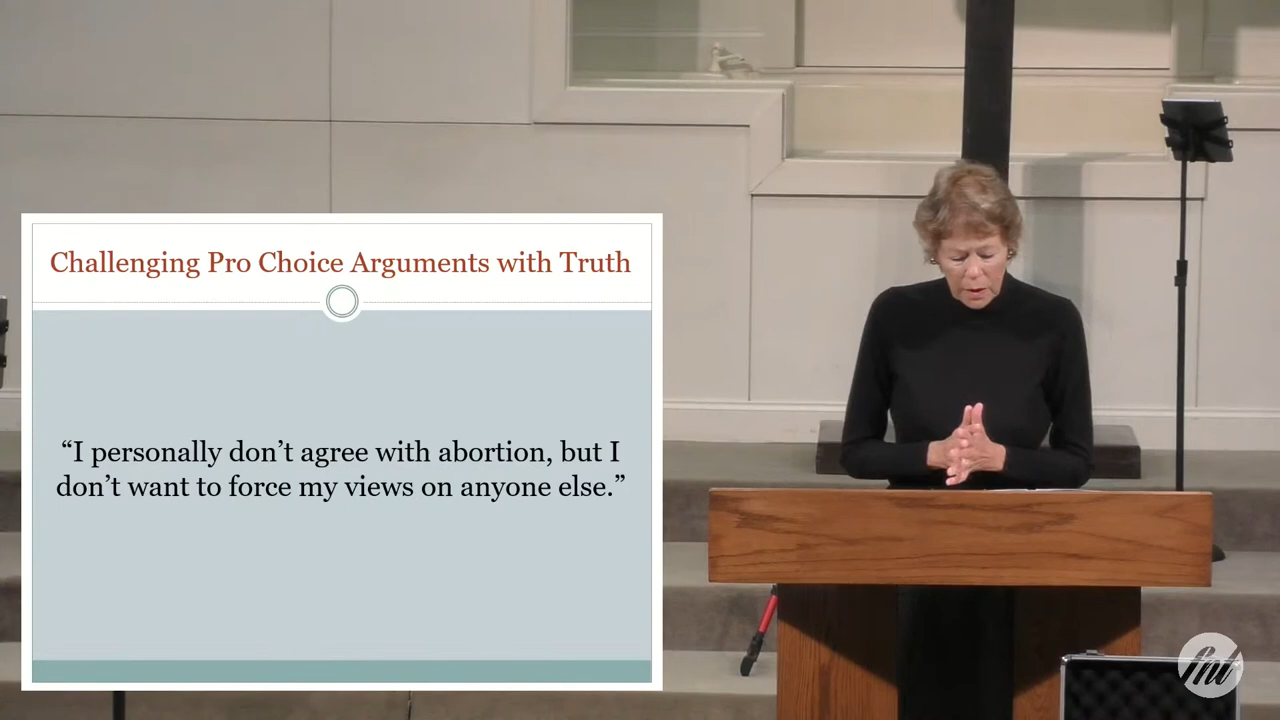 Challenging Pro Choice Arguments with Truth
“I personally don’t agree with abortion, but I
don’t want to force my views on anyone else.”
fnt